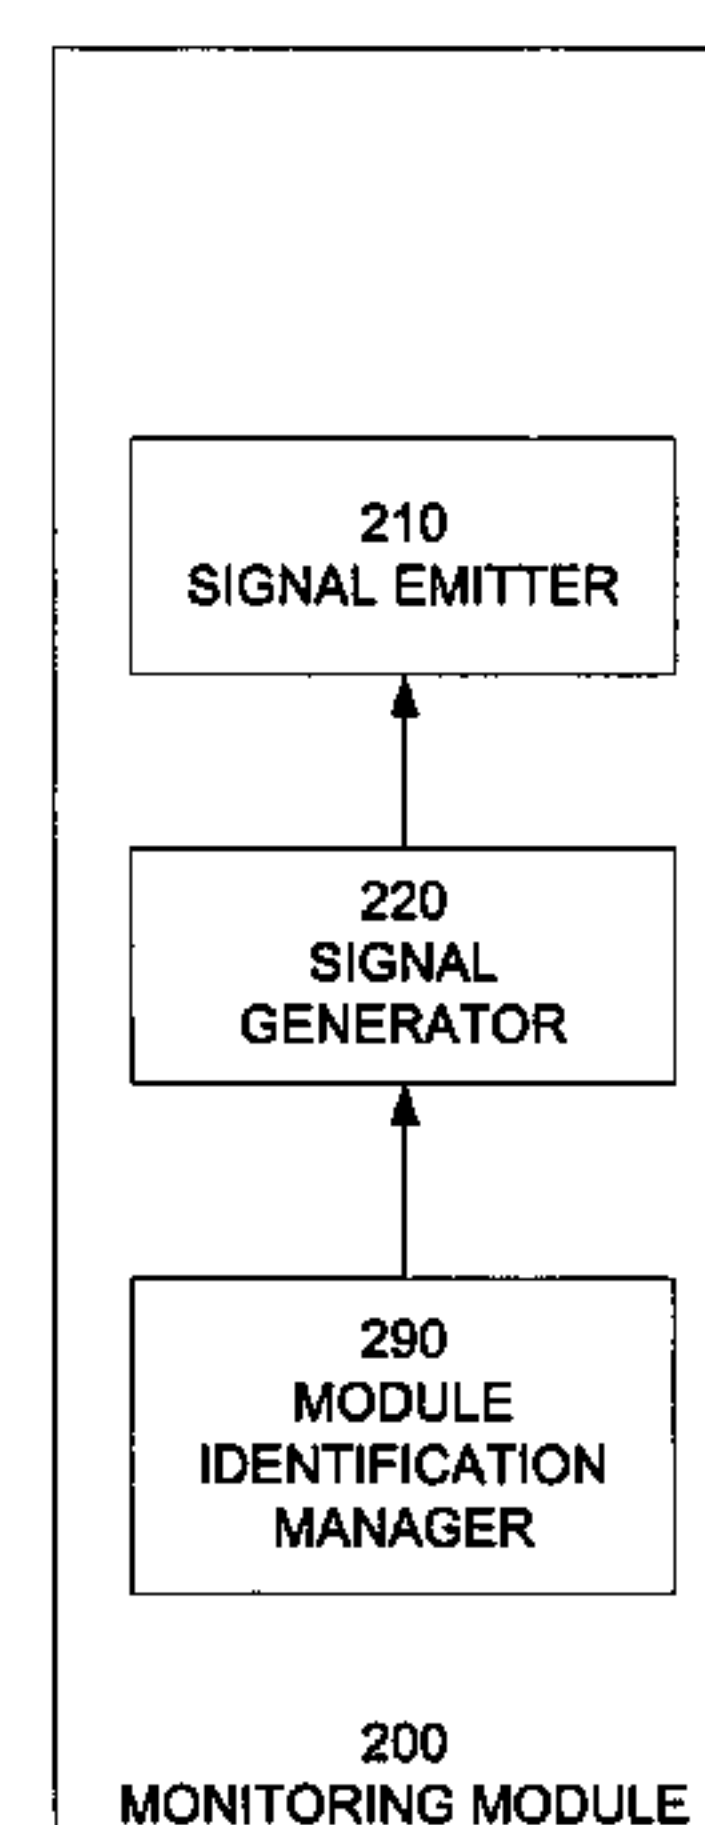 210
SIGNAL EMITTER
220
SIGNAL
GENERATOR
290
MODULE
IDENTIFICATION
MANAGER
200
MONITORING MODULE